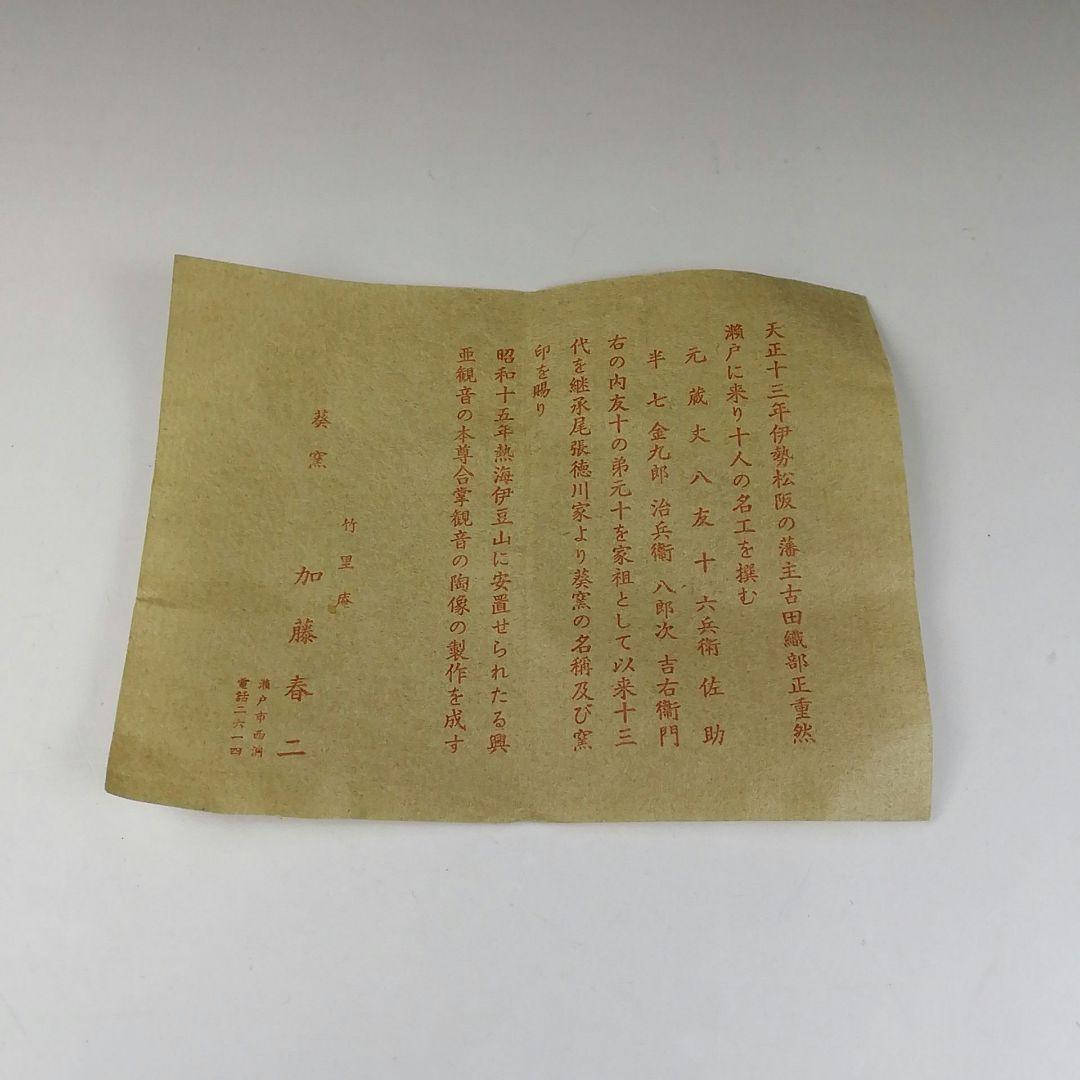 天正十三年伊勢松阪の藩主古田織部正重然
瀬戸に来り十人の名工を撰む
元蔵 丈八 友十 六兵衛 佐助
半七 金九郎 治兵衛 八郎次 吉右衛門
右の内友十の弟元十を家祖として以来十三
代を継承尾張徳川家より葵窯の名稱及び窯
印を賜り
昭和十五年熱海伊豆山に安置せられたる興
亜観音の本尊合掌観音の陶像の製作を成す
竹里庵
葵窯
加藤春二
瀬戸市西洞
電話二六一四